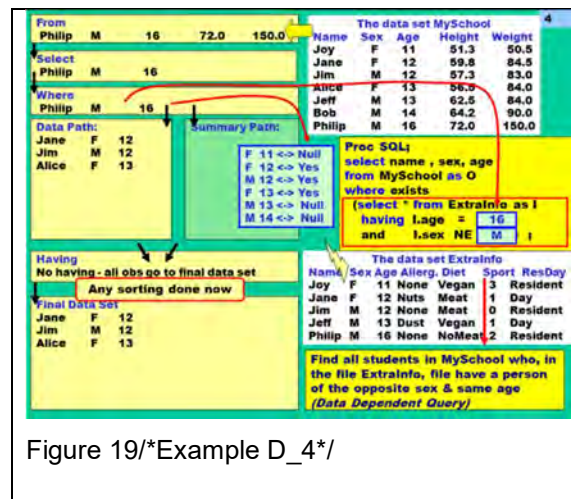 4
From
Philip M 16 72.0 150.0
Select
Philip M 16
Where
Philip M 16
Data Path:
Jane F 12
Jim M 12
Alice F 13
Summary Path:
F 11 <-> Null
F 12 <-> Yes
M 12 <-> Yes
F 13 <-> Yes
M 13 <-> Null
M 14 <-> Null
Having
No having - all obs go to final data set
Any sorting done now
Final Data Set
Jane F 12
Jim M 12
Alice F 13
The data set MySchool
Name Sex Age Height Weight
Joy F 11 51.3 50.5
Jane F 12 59.8 84.5
Jim M 12 57.3 83.0
Alice F 13 56.5 84.0
Jeff M 13 62.5 84.0
Bob M 14 64.2 90.0
Philip M 16 72.0 150.0
Proc SQL;
select name , sex, age
from MySchool as O
where exists
(select * from ExtraInfo as I
having I.age = 16
and I.sex NE M ) ;
The data set ExtraInfo
Name Sex Age Allerg. Diet Sport ResDay
Joy F 11 None Vegan 3 Resident
Jane F 12 Nuts Meat 1 Day
Jim M 12 None Meat 0 Resident
Jeff M 13 Dust Vegan 1 Day
Philip M 16 None NoMeat 2 Resident
Find all students in MySchool who, in
the file ExtraInfo, file have a person
of the opposite sex & same age
(Data Dependent Query)
Figure 19/*Example D_4*/